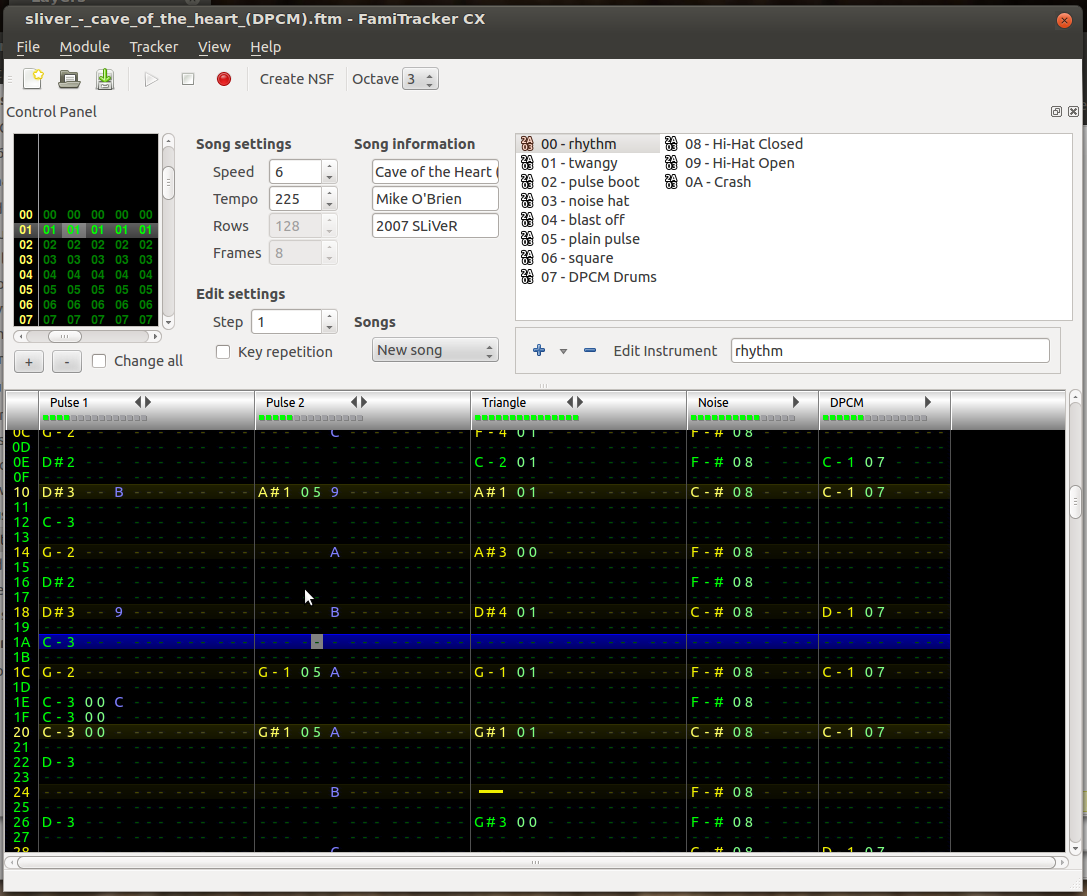 sliver_-_cave_of_the_heart_(DPCM).ftm - FamiTracker CX
File Module Tracker View Help
Create NSF Octave 3
Control Panel
00 00 00 00 00 00
01 01 01 01 01 01
02 02 02 02 02 02
03 03 03 03 03 03
04 04 04 04 04 04
05 05 05 05 05 05
06 06 06 06 06 06
07 07 07 07 07 07
+ - Change all
Song settings
Speed 6
Tempo 225
Rows 128
Frames 8
Edit settings
Step 1
Key repetition
Song information
Cave of the Heart (
Mike O'Brien
2007 SLiVeR
Songs
New song
00 - rhythm
01 - twangy
02 - pulse boot
03 - noise hat
04 - blast off
05 - plain pulse
06 - square
07 - DPCM Drums
08 - Hi-Hat Closed
09 - Hi-Hat Open
0A - Crash
+ - Edit Instrument rhythm
Pulse 1 Pulse 2 Triangle Noise DPCM
0C G-2 C F-4 01 F-# 08
0D
0E D#2 C-2 01 F-# 08 C-1 07
0F
10 D#3 B A#1 05 9 A#1 01 C-# 08 C-1 07
11
12 C-3
13
14 G-2 A A#3 00 F-# 08
15
16 D#2 F-# 08
17
18 D#3 9 B D#4 01 C-# 08 D-1 07
19
1A C-3 -
1B
1C G-2 G-1 05 A G-1 01 F-# 08 C-1 07
1D
1E C-3 00 C F-# 08
1F C-3 00
20 C-3 00 G#1 05 A G#1 01 C-# 08 C-1 07
21
22 D-3
23
24 B F-# 08
25
26 D-3 G#3 00 F-# 08
27
28 C C-# 08 D-1 07